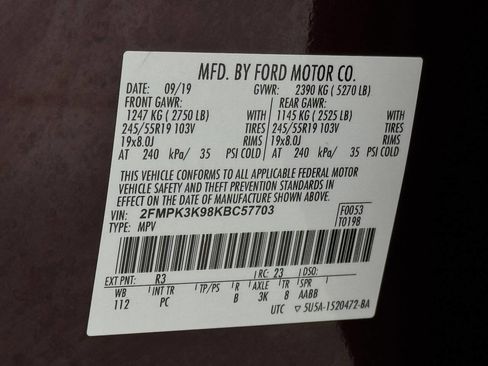 MFD. BY FORD MOTOR CO.
DATE: 09/19 GVWR: 2390 KG ( 5270 LB)
FRONT GAWR: REAR GAWR:
1247 KG ( 2750 LB) WITH 1145 KG ( 2525 LB) WITH
245/55R19 103V TIRES 245/55R19 103V TIRES
19x8.0J RIMS 19x8.0J RIMS
AT 240 kPa/ 35 PSI COLD AT 240 kPa/ 35 PSI COLD
THIS VEHICLE CONFORMS TO ALL APPLICABLE FEDERAL MOTOR
VEHICLE SAFETY AND THEFT PREVENTION STANDARDS IN
EFFECT ON THE DATE OF MANUFACTURE SHOWN ABOVE.
VIN: 2FMPK3K98KBC57703 F0053
TYPE: MPV T0198
EXT PNT: R3 RC: 23 DSO:
WB INT TR TP/PS R AXLE TR SPR
112 PC B 3K 8 AABB
UTC ▽ 5U5A-1520472-BA